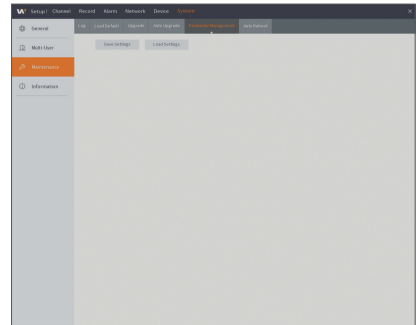 Setup | Channel Record Alarm Network Device System
General
Log Load Default Upgrade Auto Upgrade Parameter Management Auto Reboot
Save Settings Load Settings
Multi-User
Maintenance
Information